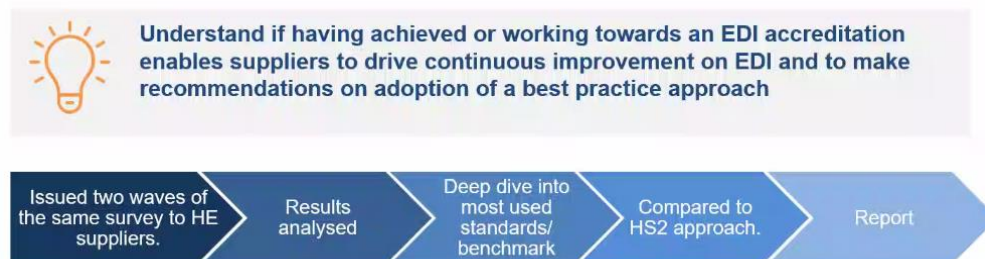 Understand if having achieved or working towards an EDI accreditation
enables suppliers to drive continuous improvement on EDI and to make
recommendations on adoption of a best practice approach
Issued two waves of
the same survey to HE
suppliers.
Results
analysed
Deep dive into
most used
standards/
benchmark
Compared to
HS2 approach.
Report